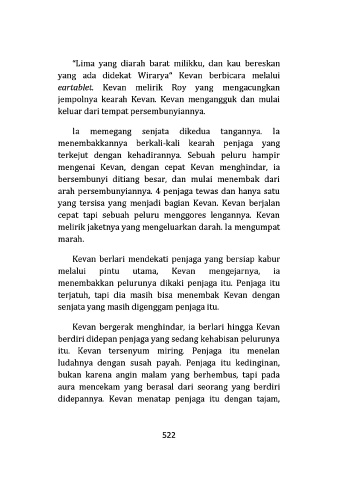 "Lima yang diarah barat milikku, dan kau bereskan
yang ada didekat Wirarya" Kevan berbicara melalui
eartablet. Kevan melirik Roy yang mengacungkan
jempolnya kearah Kevan. Kevan mengangguk dan mulai
keluar dari tempat persembunyiannya.
Ia memegang senjata dikedua tangannya. Ia
menembakkannya berkali-kali kearah penjaga yang
terkejut dengan kehadirannya. Sebuah peluru hampir
mengenai Kevan, dengan cepat Kevan menghindar, ia
bersembunyi ditiang besar, dan mulai menembak dari
arah persembunyiannya. 4 penjaga tewas dan hanya satu
yang tersisa yang menjadi bagian Kevan. Kevan berjalan
cepat tapi sebuah peluru menggores lengannya. Kevan
melirik jaketnya yang mengeluarkan darah. Ia mengumpat
marah.
Kevan berlari mendekati penjaga yang bersiap kabur
melalui pintu utama, Kevan mengejarnya, ia
menembakkan pelurunya dikaki penjaga itu. Penjaga itu
terjatuh, tapi dia masih bisa menembak Kevan dengan
senjata yang masih digenggam penjaga itu.
Kevan bergerak menghindar, ia berlari hingga Kevan
berdiri didepan penjaga yang sedang kehabisan pelurunya
itu. Kevan tersenyum miring. Penjaga itu menelan
ludahnya dengan susah payah. Penjaga itu kedinginan,
bukan karena angin malam yang berhembus, tapi pada
aura mencekam yang berasal dari seorang yang berdiri
didepannya. Kevan menatap penjaga itu dengan tajam,
522